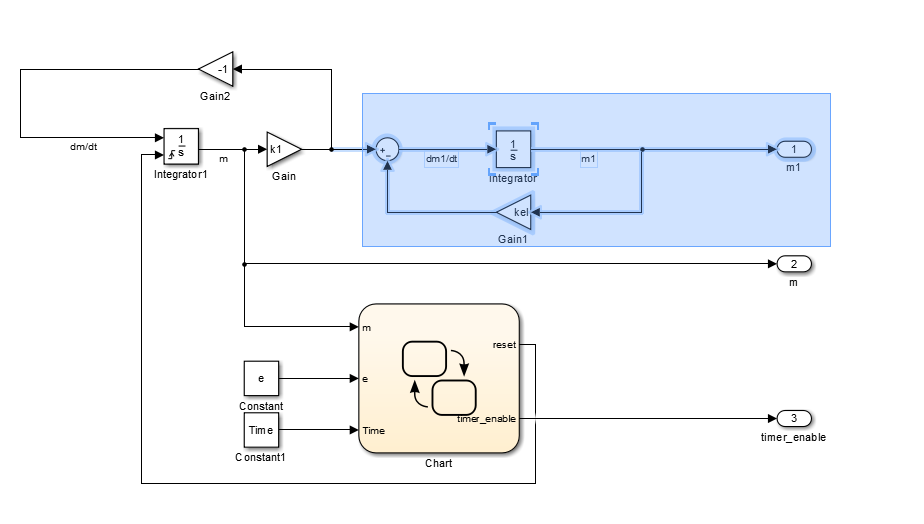 -1
Gain2
dm/dt
1
s
Integrator1
m
k1
Gain
+
−
dm1/dt
1
s
Integrator
m1
1
m1
kel
Gain1
2
m
m
e
Constant
e
Time
Constant1
Time
reset
timer_enable
Chart
3
timer_enable